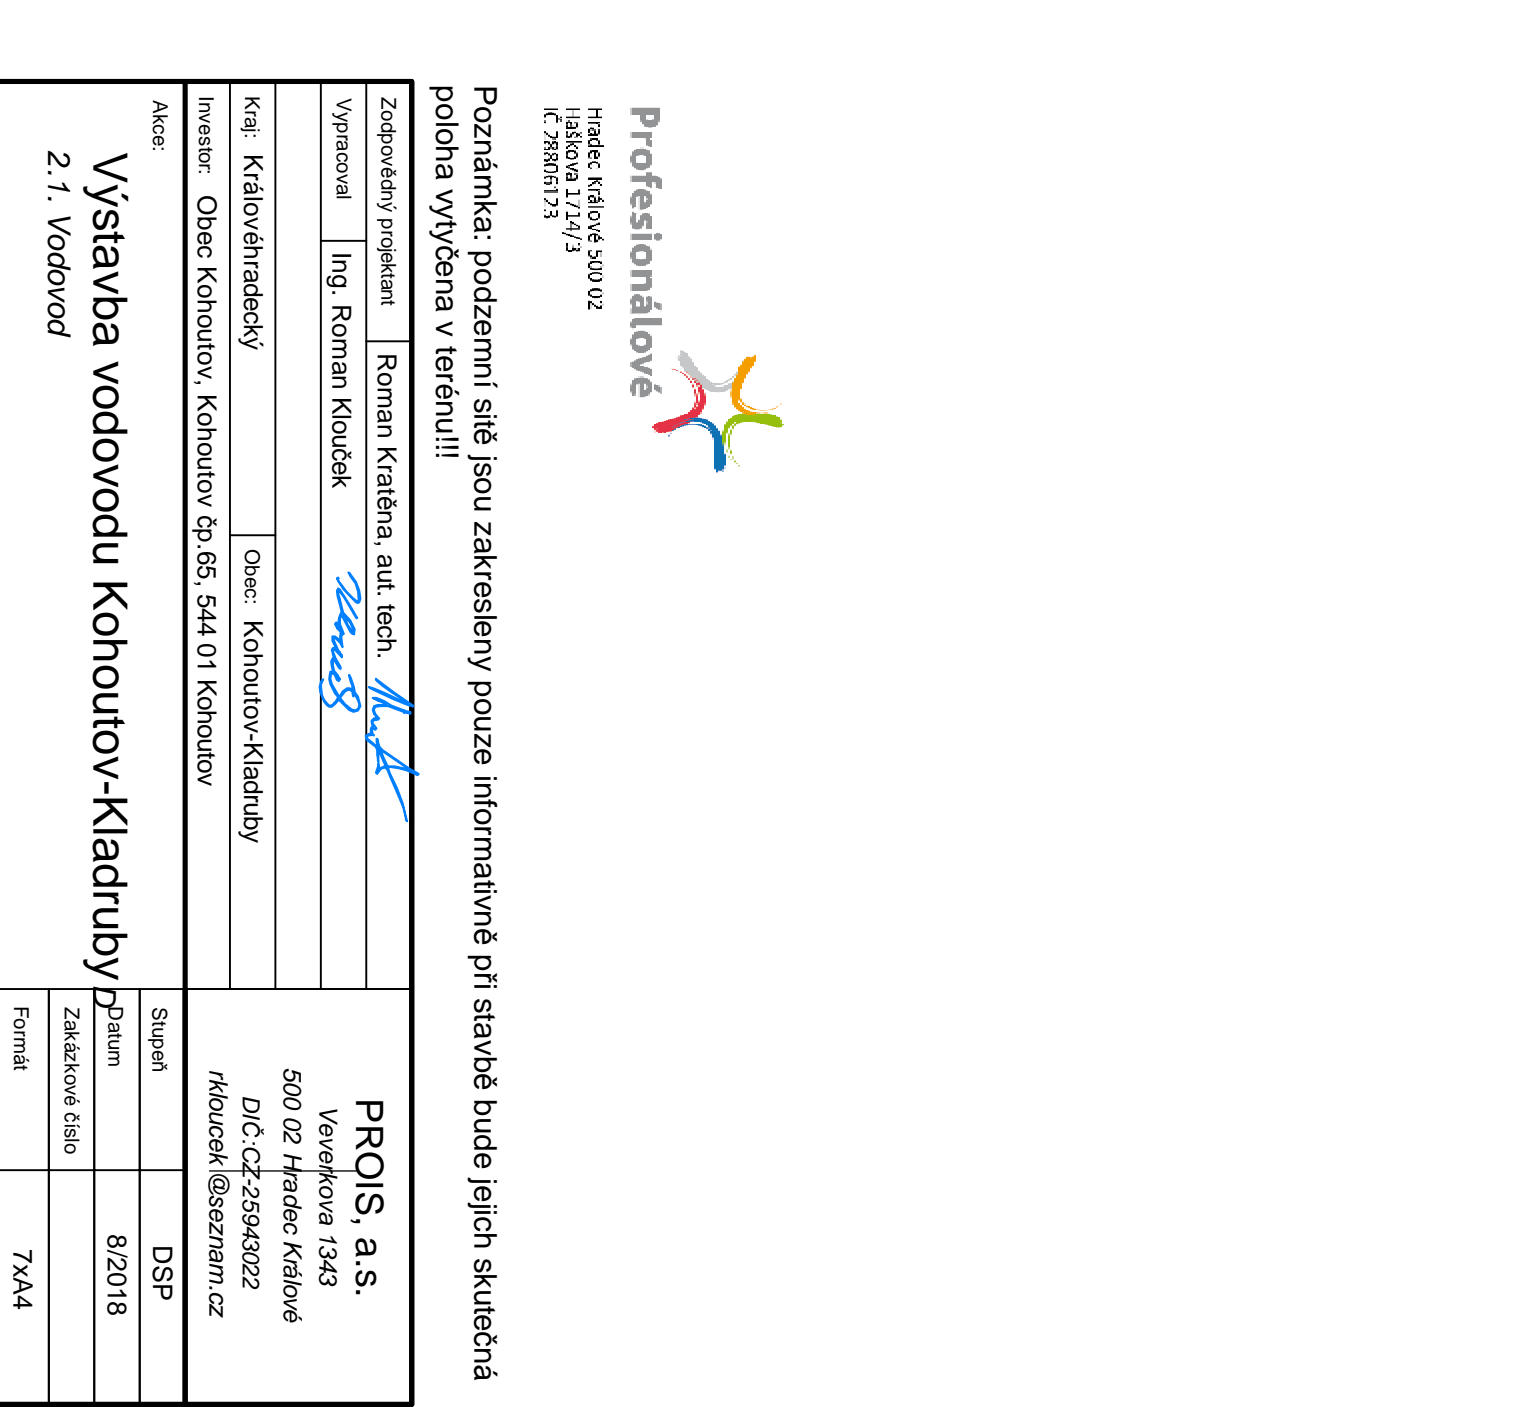 Profesionálové
Hradec Králové 500 02
Haškova 1714/3
IČ 28806123
Poznámka: podzemní sítě jsou zakresleny pouze informativně při stavbě bude jejich skutečná
poloha vytyčena v terénu!!!
Zodpovědný projektant Roman Kratěna, aut. tech.
Vypracoval Ing. Roman Klouček
Kraj: Královéhradecký Obec: Kohoutov-Kladruby
Investor: Obec Kohoutov, Kohoutov čp.65, 544 01 Kohoutov
PROIS, a.s.
Veverkova 1343
500 02 Hradec Králové
DIČ:CZ-25943022
rkloucek@seznam.cz
Akce:
Výstavba vodovodu Kohoutov-Kladruby D
2.1. Vodovod
Stupeň DSP
Datum 8/2018
Zakázkové číslo
Formát 7xA4